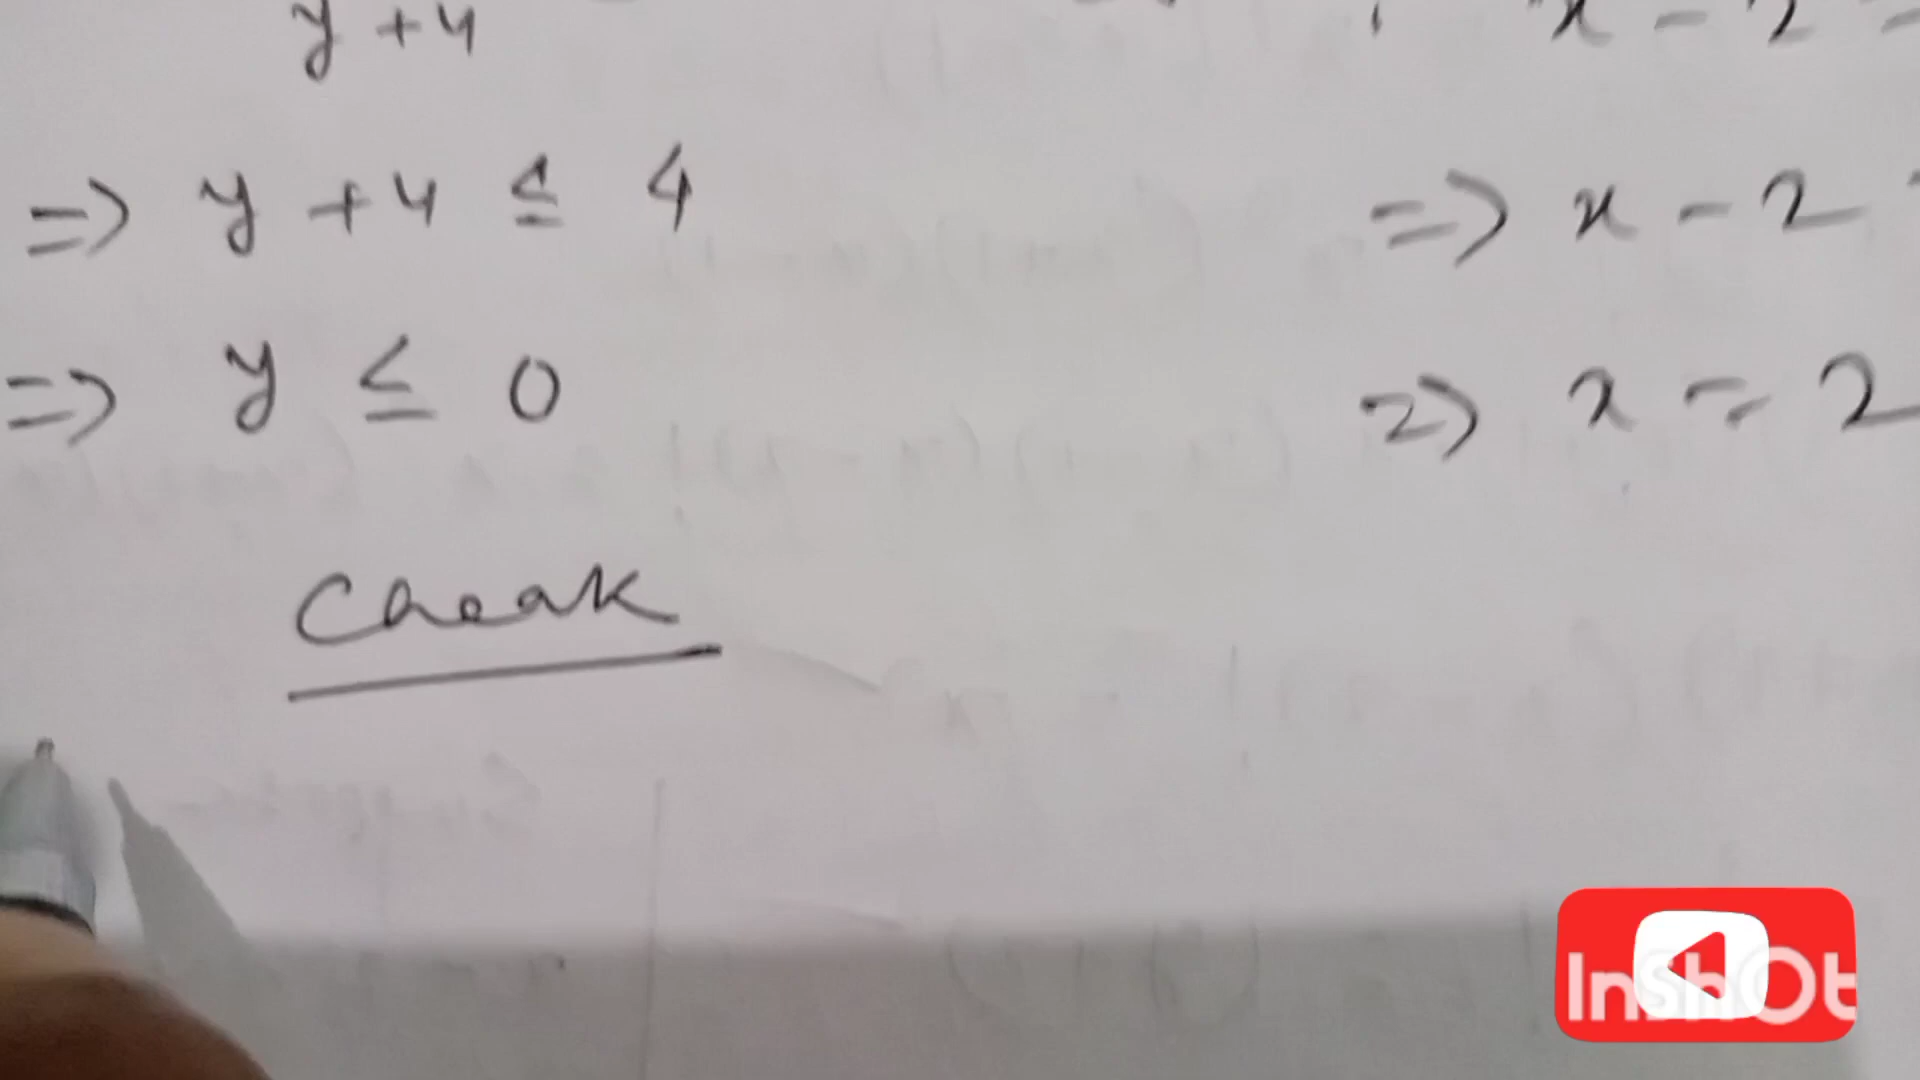 y + 4
x - 2 =
=> y + 4 ≤ 4
=> x - 2
=> y ≤ 0
=> x = 2
Cheak
InShOt